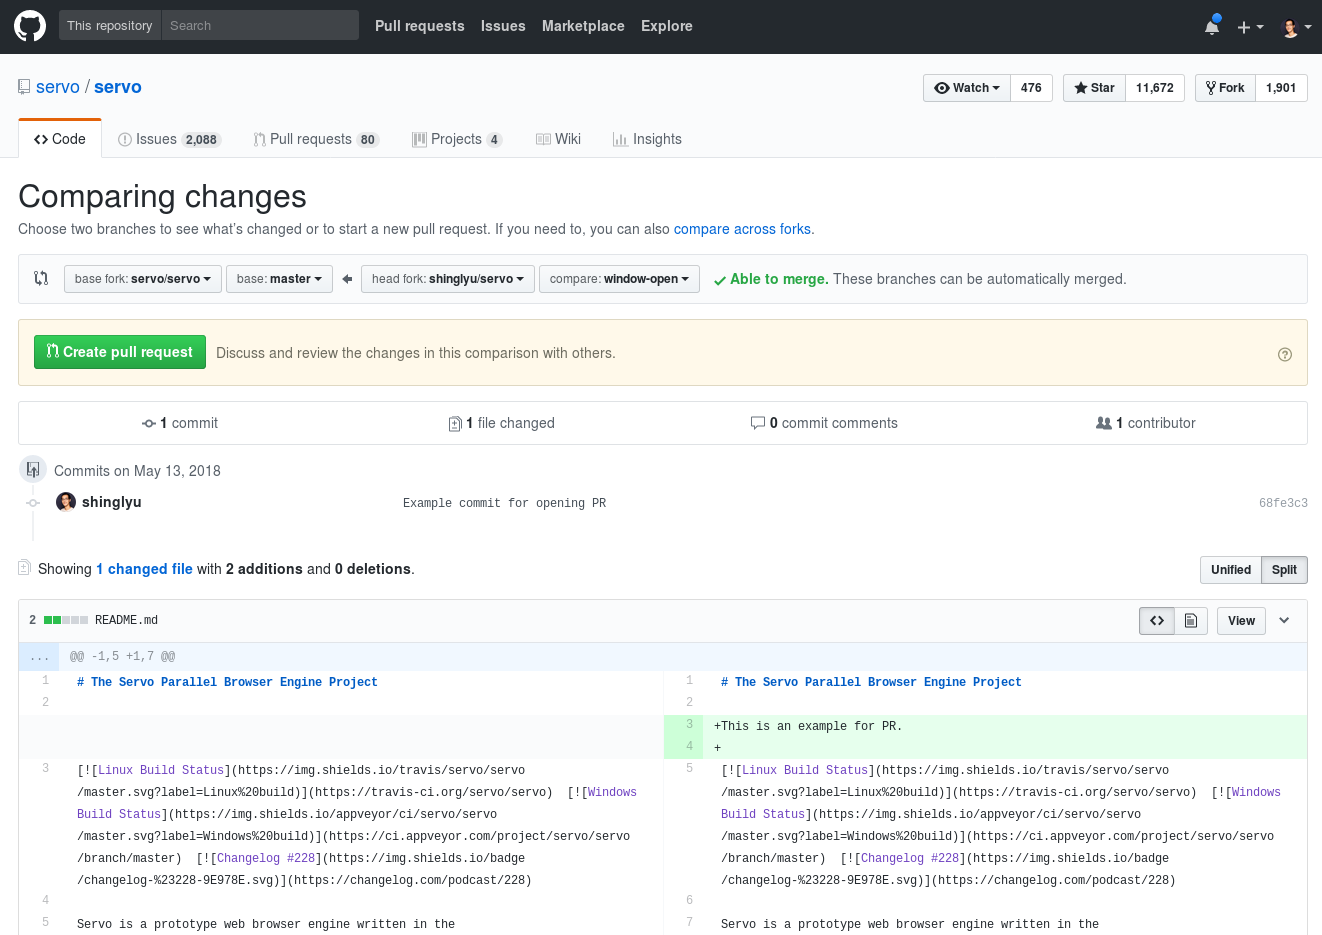 This repository Search Pull requests Issues Marketplace Explore
servo / servo Watch 476 Star 11,672 Fork 1,901
Code Issues 2,088 Pull requests 80 Projects 4 Wiki Insights
Comparing changes
Choose two branches to see what's changed or to start a new pull request. If you need to, you can also compare across forks.
base fork: servo/servo base: master head fork: shinglyu/servo compare: window-open Able to merge. These branches can be automatically merged.
Create pull request Discuss and review the changes in this comparison with others.
1 commit 1 file changed 0 commit comments 1 contributor
Commits on May 13, 2018
shinglyu Example commit for opening PR 68fe3c3
Showing 1 changed file with 2 additions and 0 deletions. Unified Split
2 README.md View
... @@ -1,5 +1,7 @@
1 # The Servo Parallel Browser Engine Project 1 # The Servo Parallel Browser Engine Project
2 2
3 +This is an example for PR.
4 +
3 [![Linux Build Status](https://img.shields.io/travis/servo/servo 5 [![Linux Build Status](https://img.shields.io/travis/servo/servo
/master.svg?label=Linux%20build)](https://travis-ci.org/servo/servo) [![Windows /master.svg?label=Linux%20build)](https://travis-ci.org/servo/servo) [![Windows
Build Status](https://img.shields.io/appveyor/ci/servo/servo Build Status](https://img.shields.io/appveyor/ci/servo/servo
/master.svg?label=Windows%20build)](https://ci.appveyor.com/project/servo/servo /master.svg?label=Windows%20build)](https://ci.appveyor.com/project/servo/servo
/branch/master) [![Changelog #228](https://img.shields.io/badge /branch/master) [![Changelog #228](https://img.shields.io/badge
/changelog-%23228-9E978E.svg)](https://changelog.com/podcast/228) /changelog-%23228-9E978E.svg)](https://changelog.com/podcast/228)
4 6
5 Servo is a prototype web browser engine written in the 7 Servo is a prototype web browser engine written in the